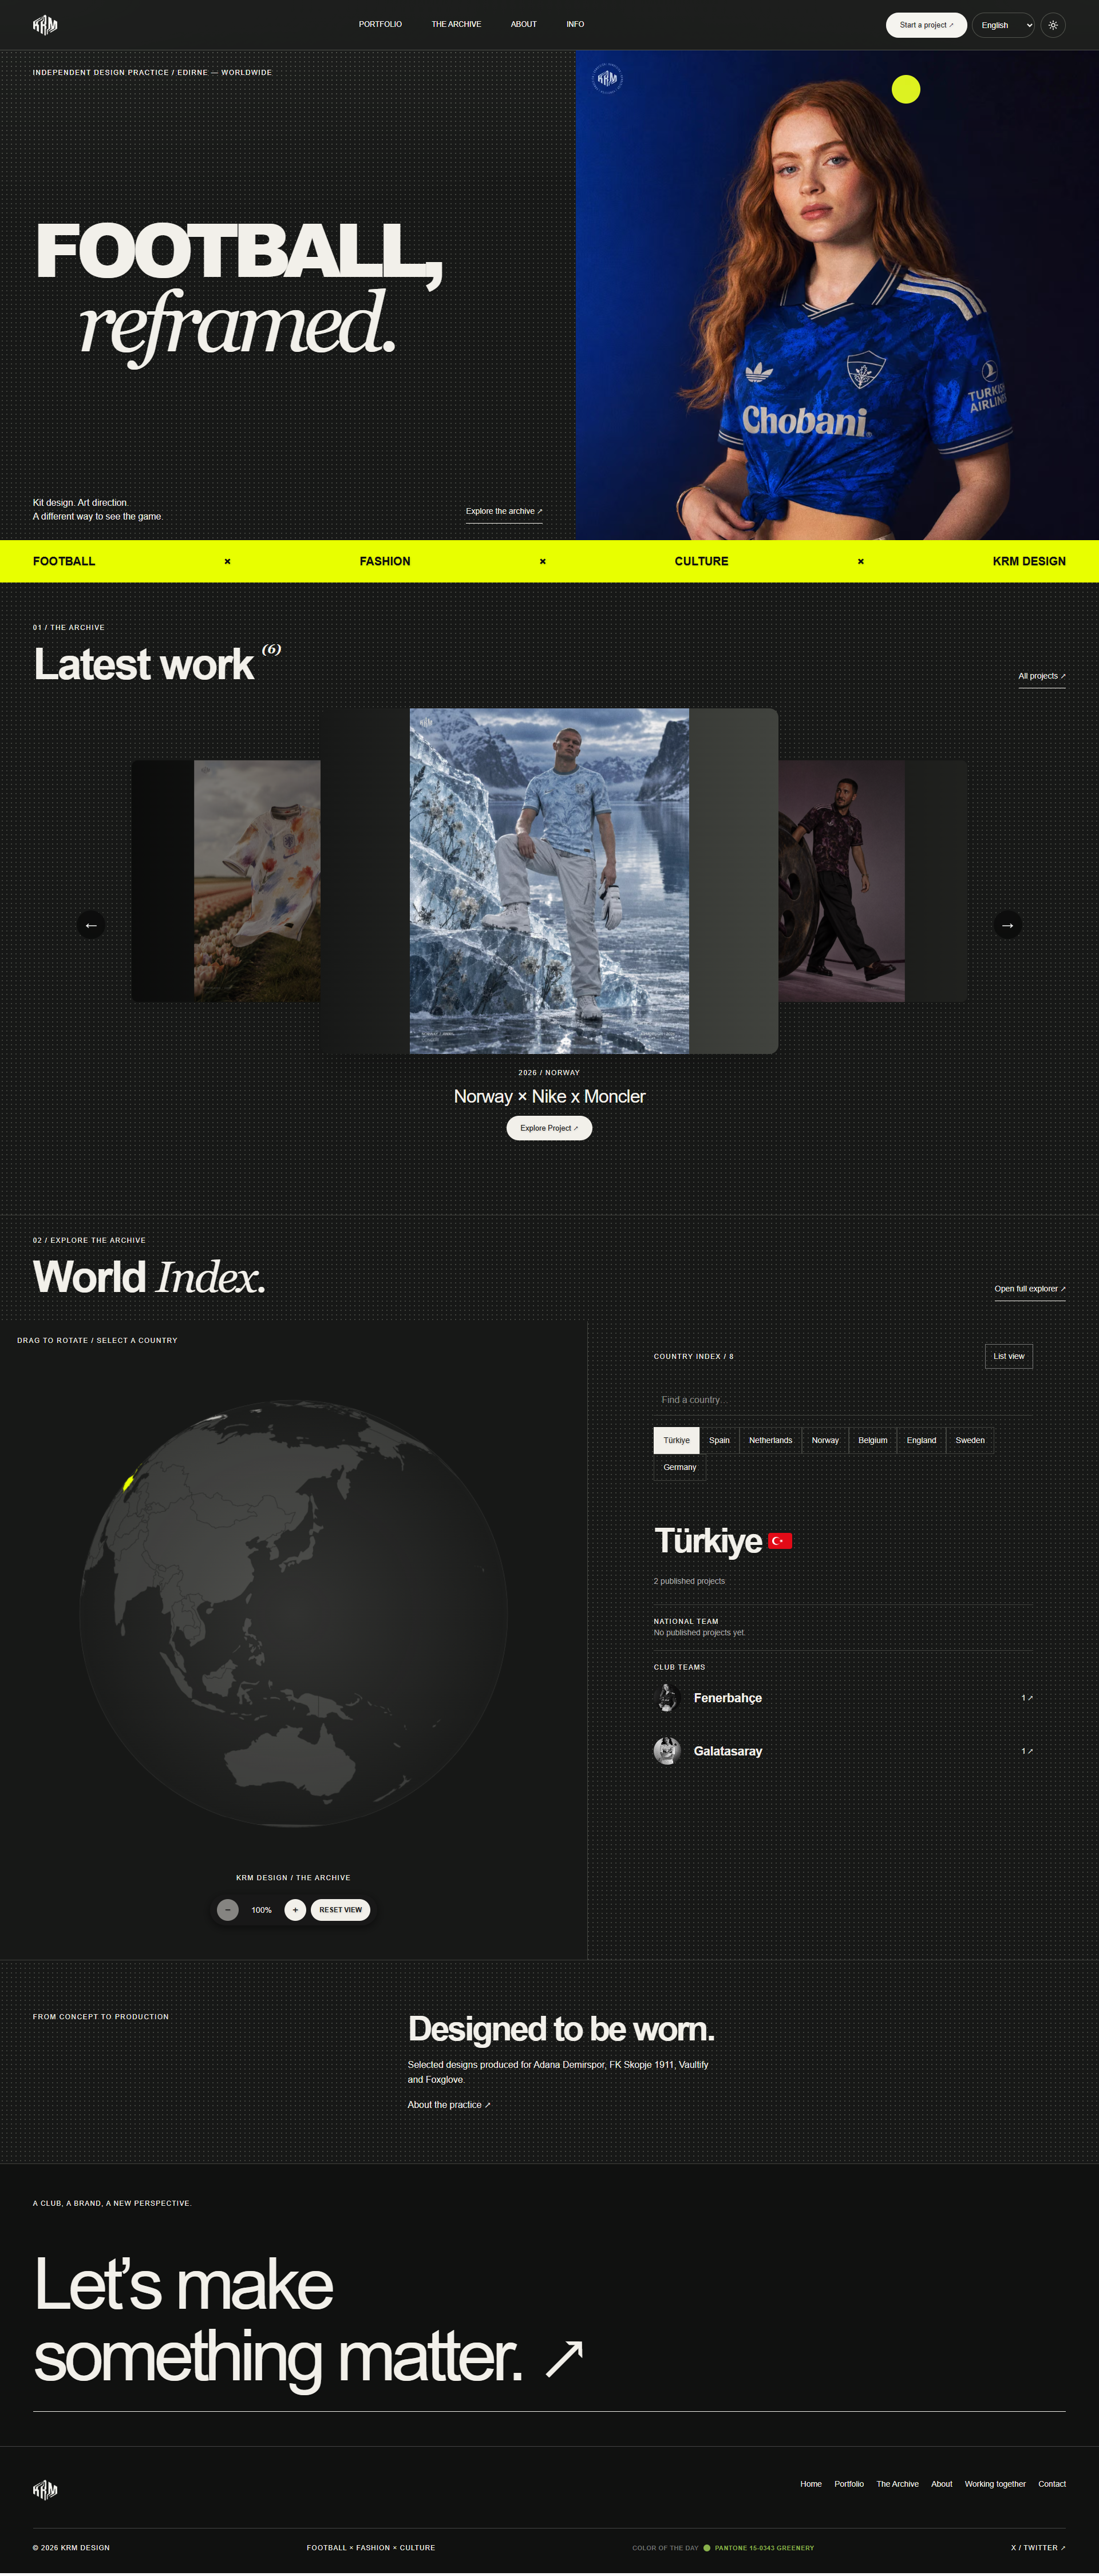 KRM
PORTFOLIO
THE ARCHIVE
ABOUT
INFO
Start a project ↗
English
INDEPENDENT DESIGN PRACTICE / EDIRNE — WORLDWIDE
FOOTBALL,
reframed.
Kit design. Art direction.
A different way to see the game.
Explore the archive ↗
KRM
Chobani
TURKISH
AIRLINES
FOOTBALL × FASHION × CULTURE × KRM DESIGN
01 / THE ARCHIVE
Latest work (6)
All projects ↗
←
→
2026 / NORWAY
Norway × Nike x Moncler
Explore Project ↗
02 / EXPLORE THE ARCHIVE
World Index.
Open full explorer ↗
DRAG TO ROTATE / SELECT A COUNTRY
KRM DESIGN / THE ARCHIVE
− 100% + RESET VIEW
COUNTRY INDEX / 8
List view
Find a country...
Türkiye
Spain
Netherlands
Norway
Belgium
England
Sweden
Germany
Türkiye
2 published projects
NATIONAL TEAM
No published projects yet.
CLUB TEAMS
Fenerbahçe 1 ↗
Galatasaray 1 ↗
FROM CONCEPT TO PRODUCTION
Designed to be worn.
Selected designs produced for Adana Demirspor, FK Skopje 1911, Vaultify
and Foxglove.
About the practice ↗
A CLUB, A BRAND, A NEW PERSPECTIVE.
Let's make
something matter. ↗
KRM
Home
Portfolio
The Archive
About
Working together
Contact
© 2026 KRM DESIGN
FOOTBALL × FASHION × CULTURE
COLOR OF THE DAY PANTONE 15-0343 GREENERY
X / TWITTER ↗